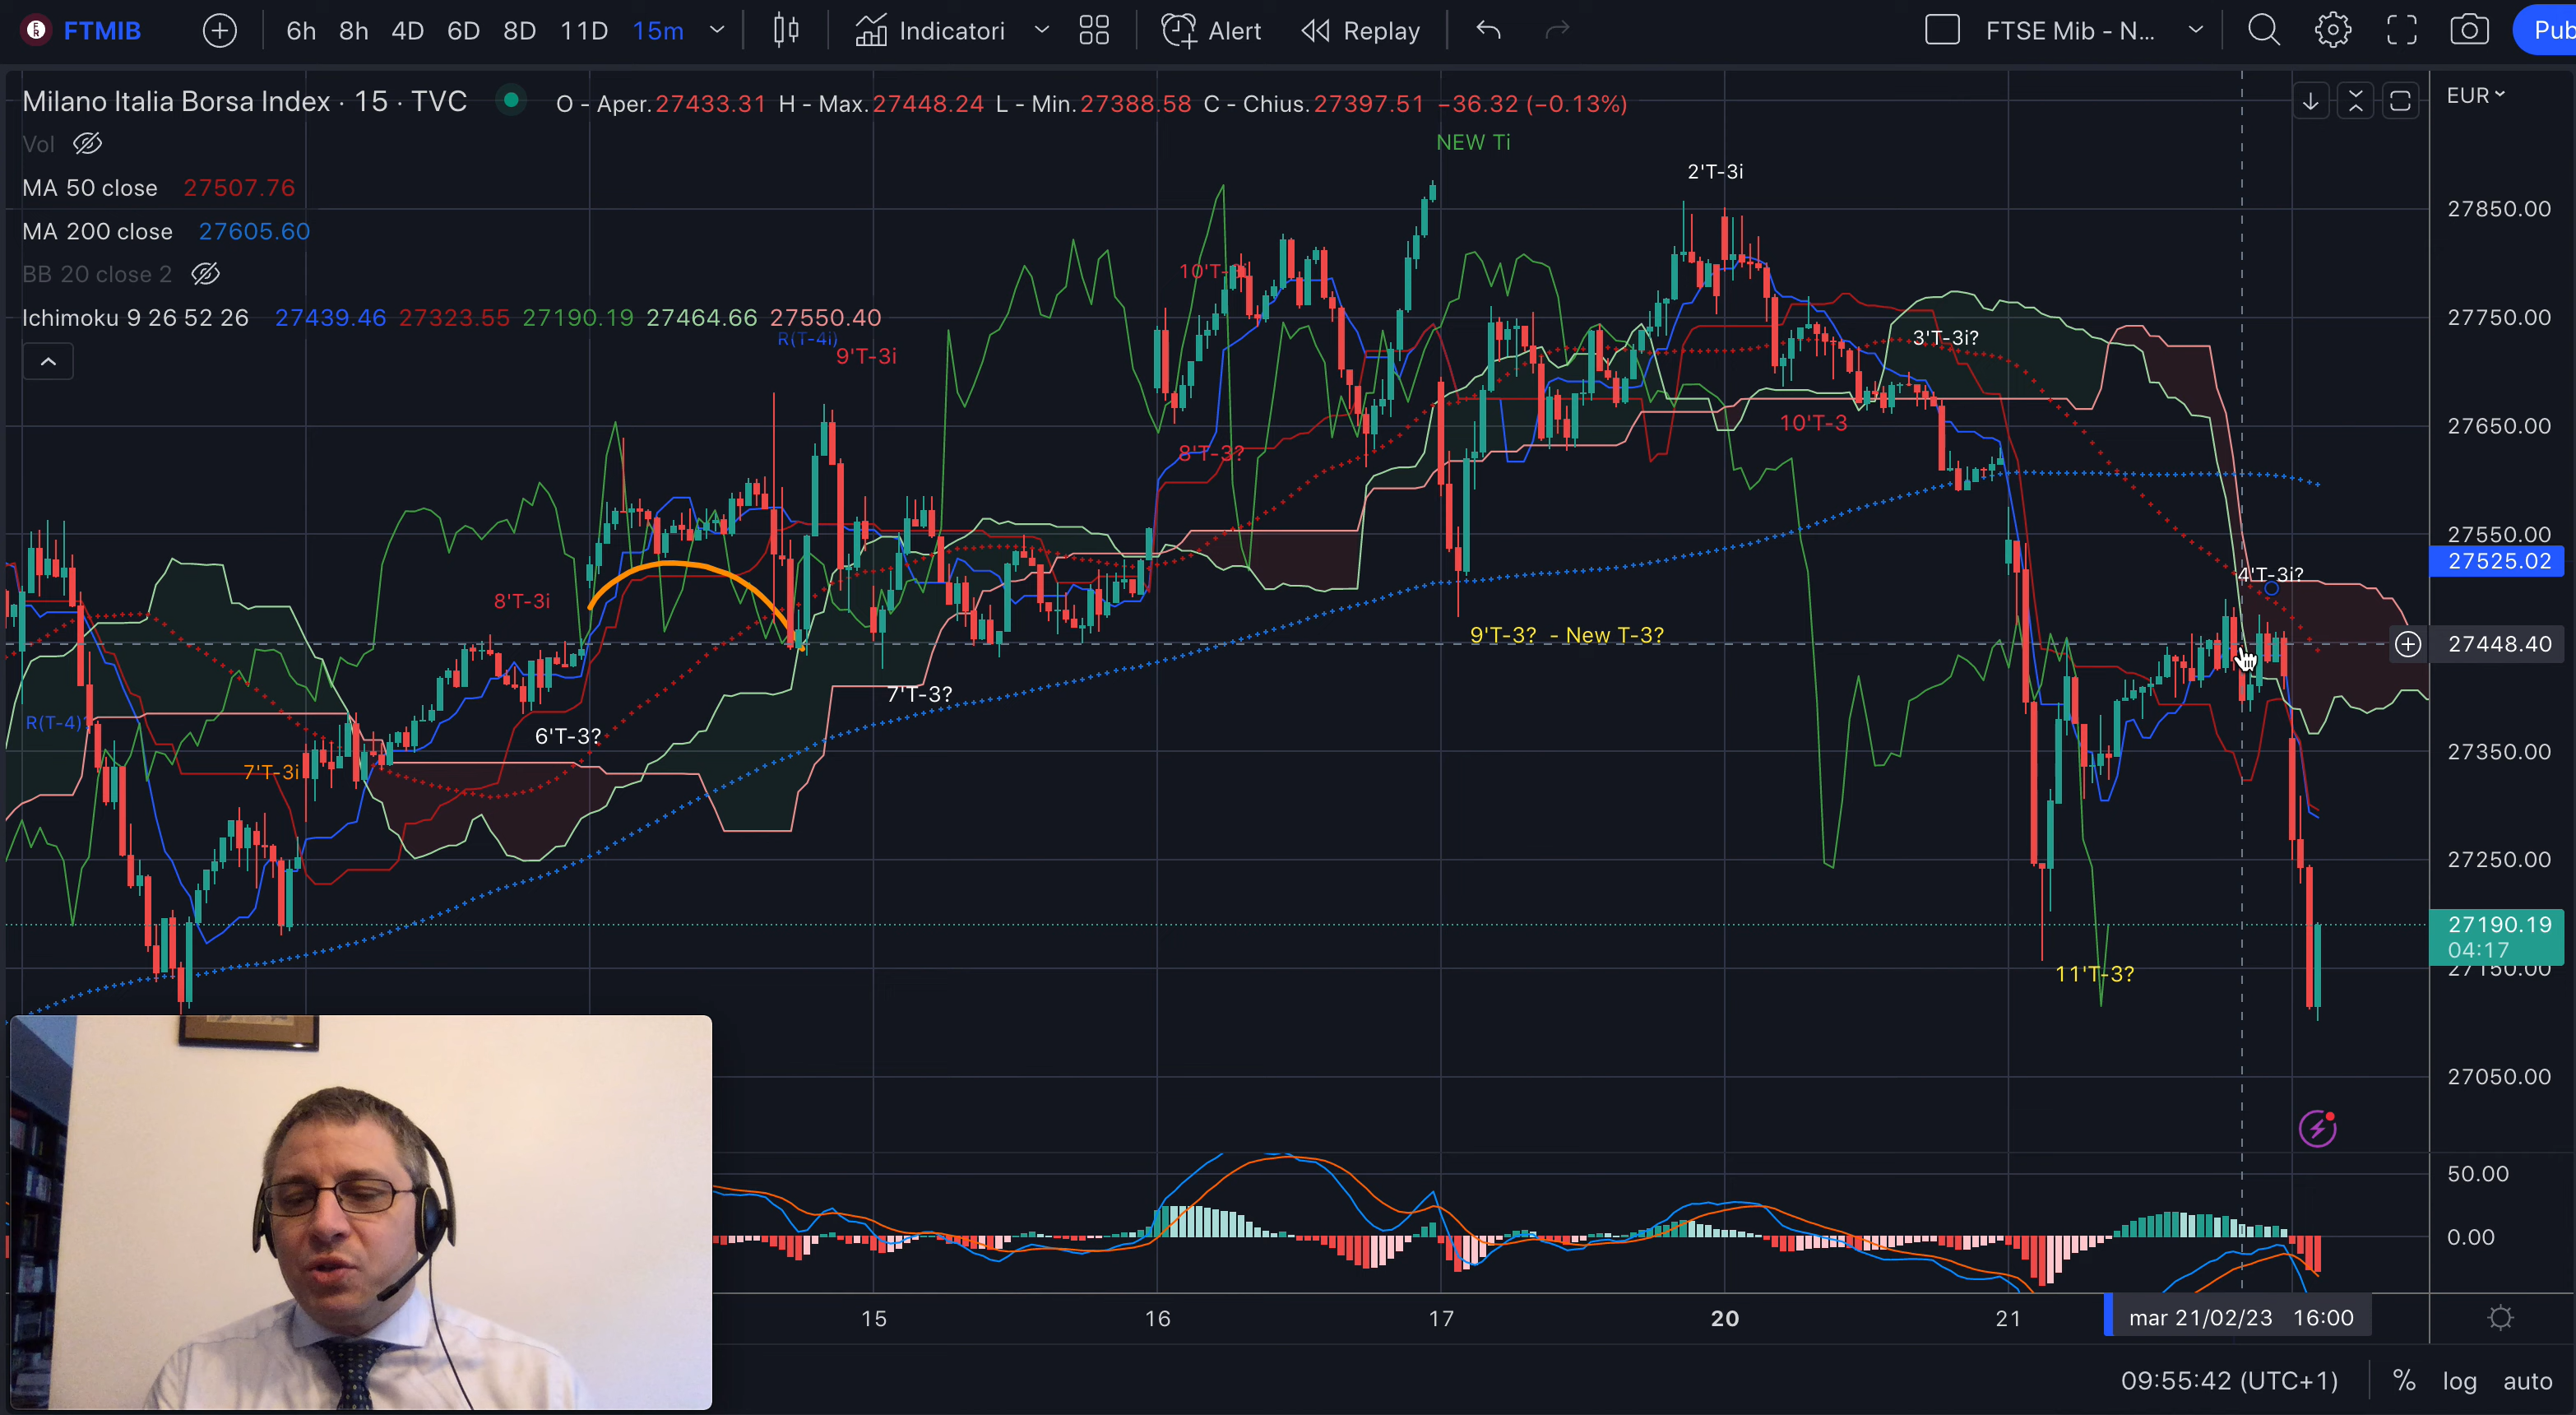 FTMIB 6h 8h 4D 6D 8D 11D 15m Indicatori Alert Replay FTSE Mib - N... Pub
Milano Italia Borsa Index · 15 · TVC O - Aper.27433.31 H - Max.27448.24 L - Min.27388.58 C - Chius.27397.51 −36.32 (−0.13%)
EUR
Vol
NEW Ti
MA 50 close 27507.76
2'T-3i
27850.00
MA 200 close 27605.60
BB 20 close 2
Ichimoku 9 26 52 26 27439.46 27323.55 27190.19 27464.66 27550.40
27750.00
R(T-4i)
9'T-3i
3'T-3i?
10'T-3
27650.00
8'T-3?
27550.00
27525.02
4'T-3i?
8'T-3i
9'T-3? - New T-3?
27448.40
7'T-3?
R(T-4)
6'T-3?
27350.00
7'T-3i
27250.00
27190.19
04:17
27150.00
11'T-3?
27050.00
50.00
0.00
15 16 17 20 21 mar 21/02/23 16:00
09:55:42 (UTC+1) % log auto